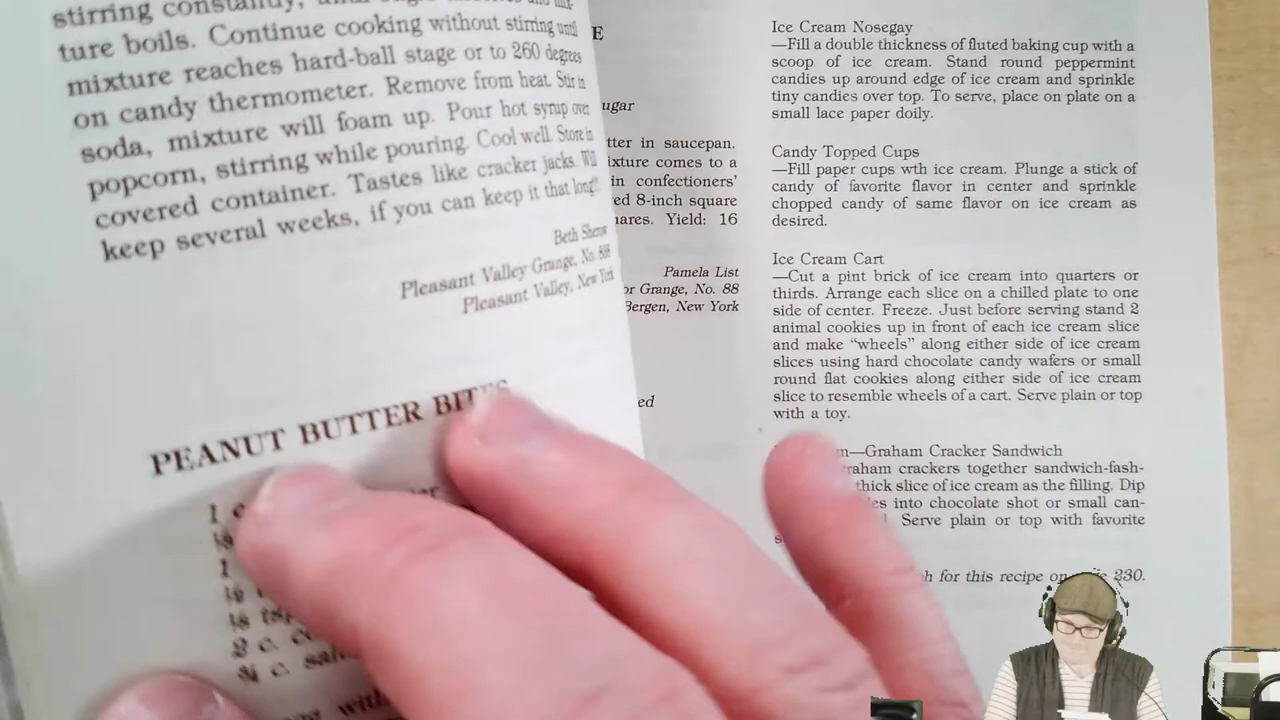 stirring constantly,
ture boils. Continue cooking without stirring until
mixture reaches hard-ball stage or to 260 degrees
on candy thermometer. Remove from heat. Stir in
soda, mixture will foam up. Pour hot syrup over
popcorn, stirring while pouring. Cool well. Store in
covered container. Tastes like cracker jacks. Will
keep several weeks, if you can keep it that long!
Beth Sherow
Pleasant Valley Grange, No. 838
Pleasant Valley, New York
PEANUT BUTTER BITES
1
1
2 c.
E
ugar
tter in saucepan.
ixture comes to a
in confectioners'
ed 8-inch square
ares. Yield: 16
Pamela List
or Grange, No. 88
Bergen, New York
ed
Ice Cream Nosegay
—Fill a double thickness of fluted baking cup with a
scoop of ice cream. Stand round peppermint
candies up around edge of ice cream and sprinkle
tiny candies over top. To serve, place on plate on a
small lace paper doily.
Candy Topped Cups
—Fill paper cups wth ice cream. Plunge a stick of
candy of favorite flavor in center and sprinkle
chopped candy of same flavor on ice cream as
desired.
Ice Cream Cart
—Cut a pint brick of ice cream into quarters or
thirds. Arrange each slice on a chilled plate to one
side of center. Freeze. Just before serving stand 2
animal cookies up in front of each ice cream slice
and make "wheels" along either side of ice cream
slices using hard chocolate candy wafers or small
round flat cookies along either side of ice cream
slice to resemble wheels of a cart. Serve plain or top
with a toy.
m—Graham Cracker Sandwich
raham crackers together sandwich-fash-
thick slice of ice cream as the filling. Dip
es into chocolate shot or small can-
Serve plain or top with favorite
s
h for this recipe on 230.